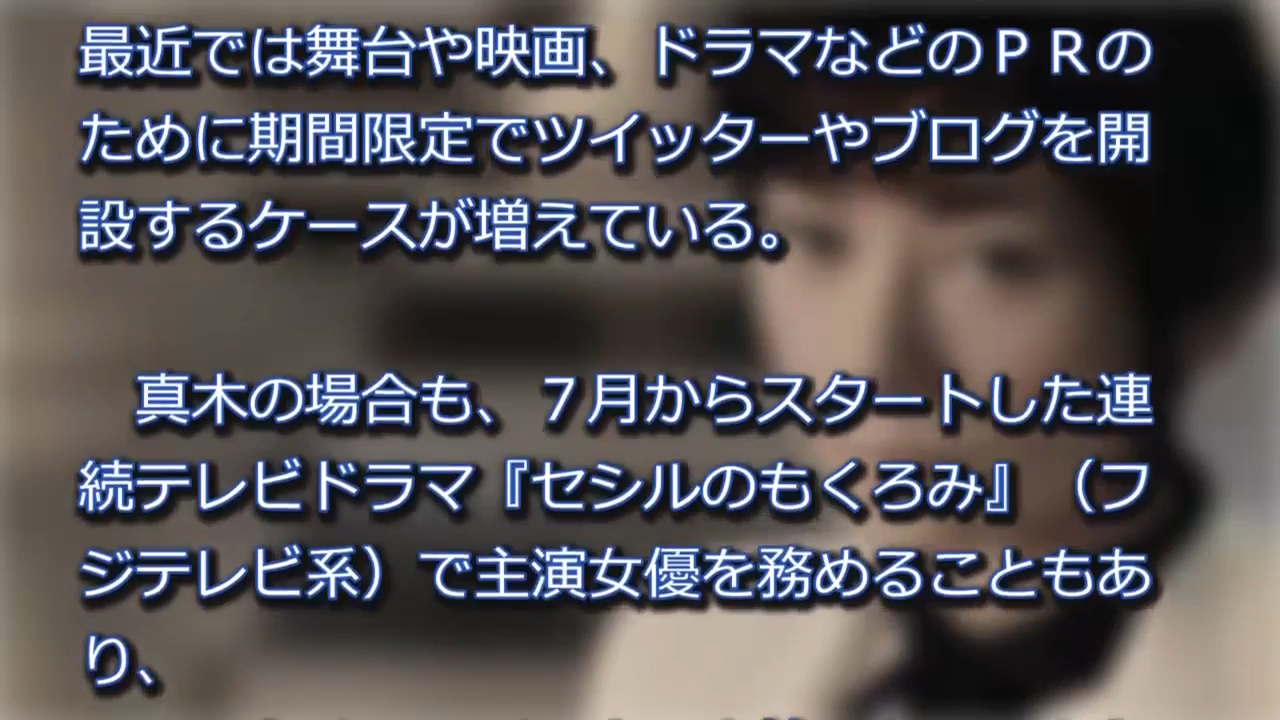 最近では舞台や映画、ドラマなどのＰＲの
ために期間限定でツイッターやブログを開
設するケースが増えている。
　真木の場合も、７月からスタートした連
続テレビドラマ『セシルのもくろみ』（フ
ジテレビ系）で主演女優を務めることもあ
り、